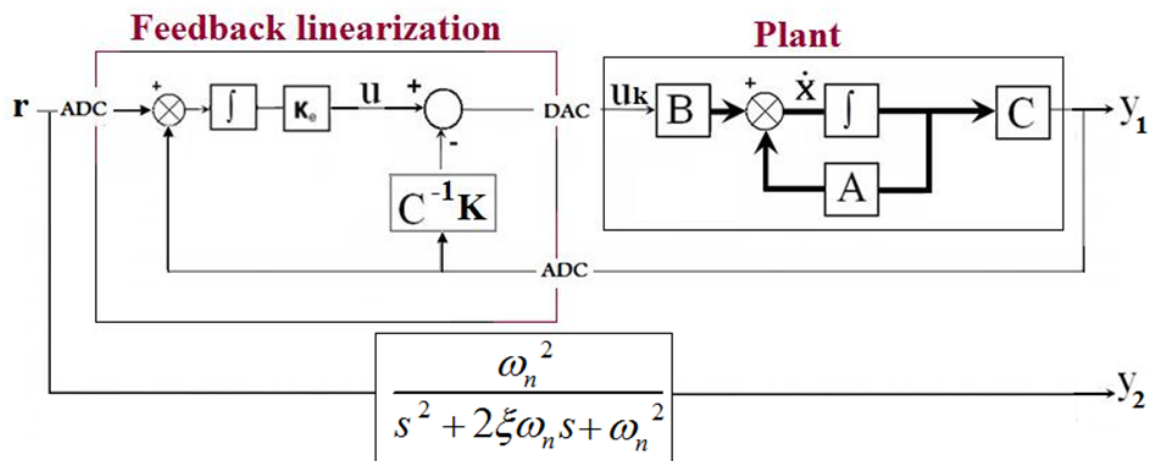 Feedback linearization
Plant
r ADC + ∫ Kₑ u + DAC uk B + ẋ ∫ C y₁
-
C⁻¹K
A
ADC
ωₙ²
s² + 2ξωₙs + ωₙ²
y₂